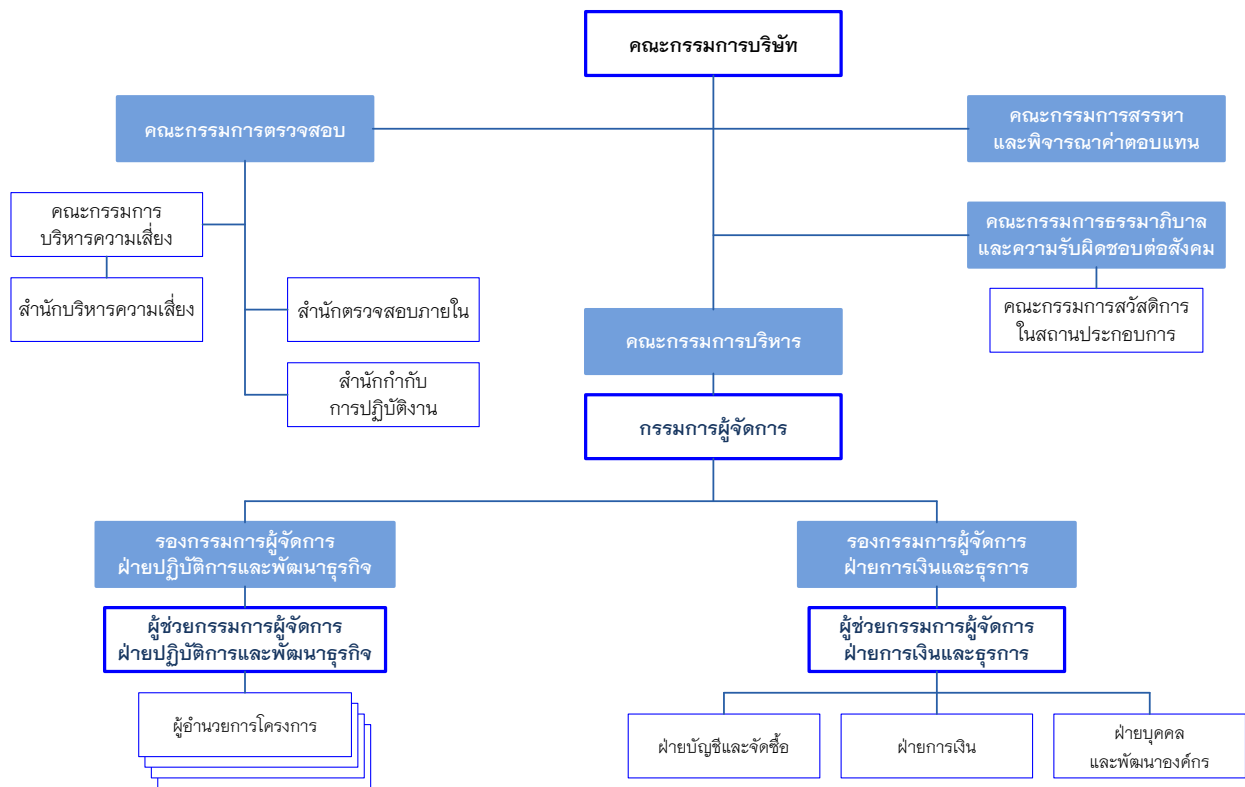 คณะกรรมการบริษัท
คณะกรรมการตรวจสอบ
คณะกรรมการสรรหา
และพิจารณาค่าตอบแทน
คณะกรรมการ
บริหารความเสี่ยง
คณะกรรมการธรรมาภิบาล
และความรับผิดชอบต่อสังคม
สำนักบริหารความเสี่ยง
สำนักตรวจสอบภายใน
คณะกรรมการสวัสดิการ
ในสถานประกอบการ
คณะกรรมการบริหาร
สำนักกำกับ
การปฏิบัติงาน
กรรมการผู้จัดการ
รองกรรมการผู้จัดการ
ฝ่ายปฏิบัติการและพัฒนาธุรกิจ
รองกรรมการผู้จัดการ
ฝ่ายการเงินและธุรการ
ผู้ช่วยกรรมการผู้จัดการ
ฝ่ายปฏิบัติการและพัฒนาธุรกิจ
ผู้ช่วยกรรมการผู้จัดการ
ฝ่ายการเงินและธุรการ
ผู้อำนวยการโครงการ
ฝ่ายบัญชีและจัดซื้อ
ฝ่ายการเงิน
ฝ่ายบุคคล
และพัฒนาองค์กร